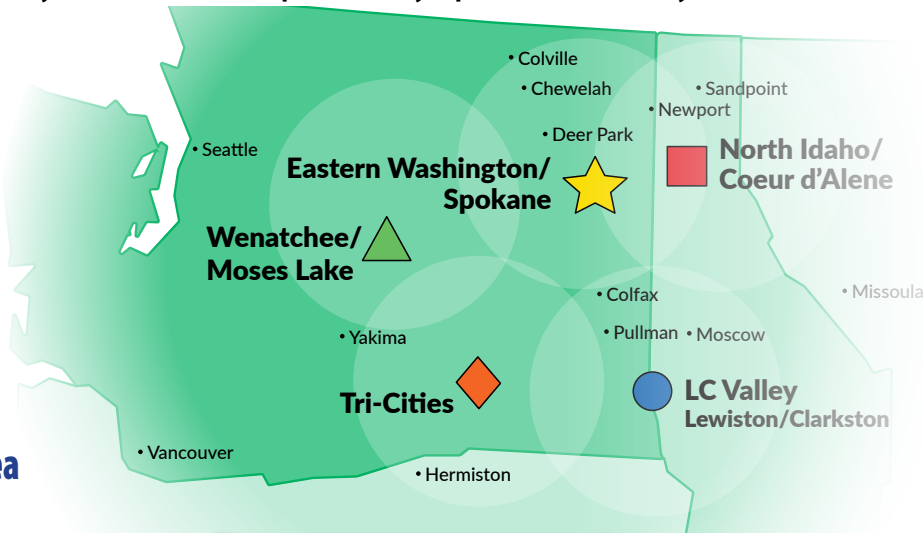 • Colville
• Chewelah
• Sandpoint
• Newport
• Deer Park
• Seattle
Eastern Washington/
Spokane
North Idaho/
Coeur d'Alene
Wenatchee/
Moses Lake
• Colfax
• Missoula
• Pullman
• Moscow
• Yakima
Tri-Cities
LC Valley
Lewiston/Clarkston
• Vancouver
• Hermiston